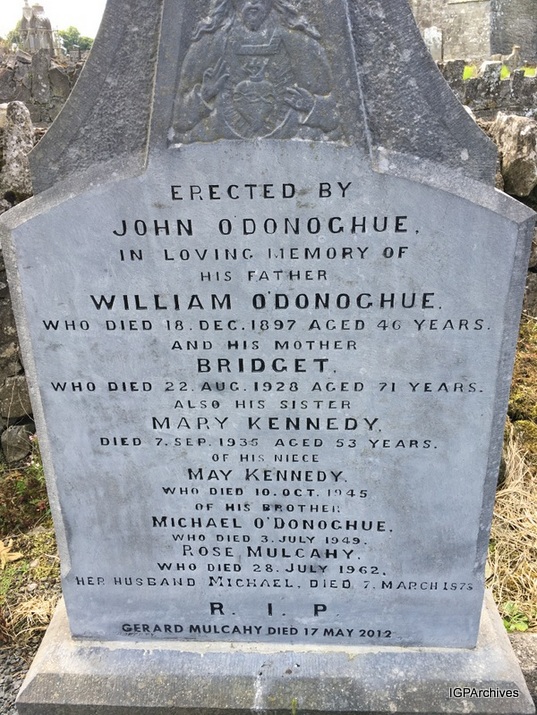 ERECTED BY
JOHN O'DONOGHUE,
IN LOVING MEMORY OF
HIS FATHER
WILLIAM O'DONOGHUE.
WHO DIED 18. DEC. 1897 AGED 46 YEARS.
AND HIS MOTHER
BRIDGET.
WHO DIED 22. AUG. 1928 AGED 71 YEARS.
ALSO HIS SISTER
MARY KENNEDY,
DIED 7. SEP. 1935 AGED 53 YEARS.
OF HIS NIECE
MAY KENNEDY.
WHO DIED 10. OCT. 1945
OF HIS BROTHER
MICHAEL O'DONOGHUE.
WHO DIED 3. JULY 1949.
ROSE MULCAHY.
WHO DIED 28. JULY 1962.
HER HUSBAND MICHAEL. DIED 7. MARCH
R. I. P.
GERARD MULCAHY DIED 17 MAY 2012
IGPArchives